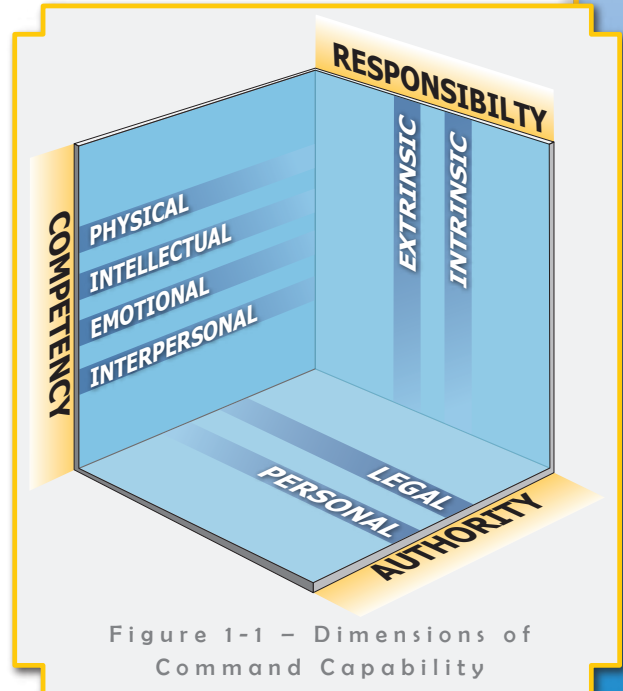 RESPONSIBILTY
EXTRINSIC
INTRINSIC
COMPETENCY
PHYSICAL
INTELLECTUAL
EMOTIONAL
INTERPERSONAL
LEGAL
PERSONAL
AUTHORITY
Figure 1-1 – Dimensions of
Command Capability